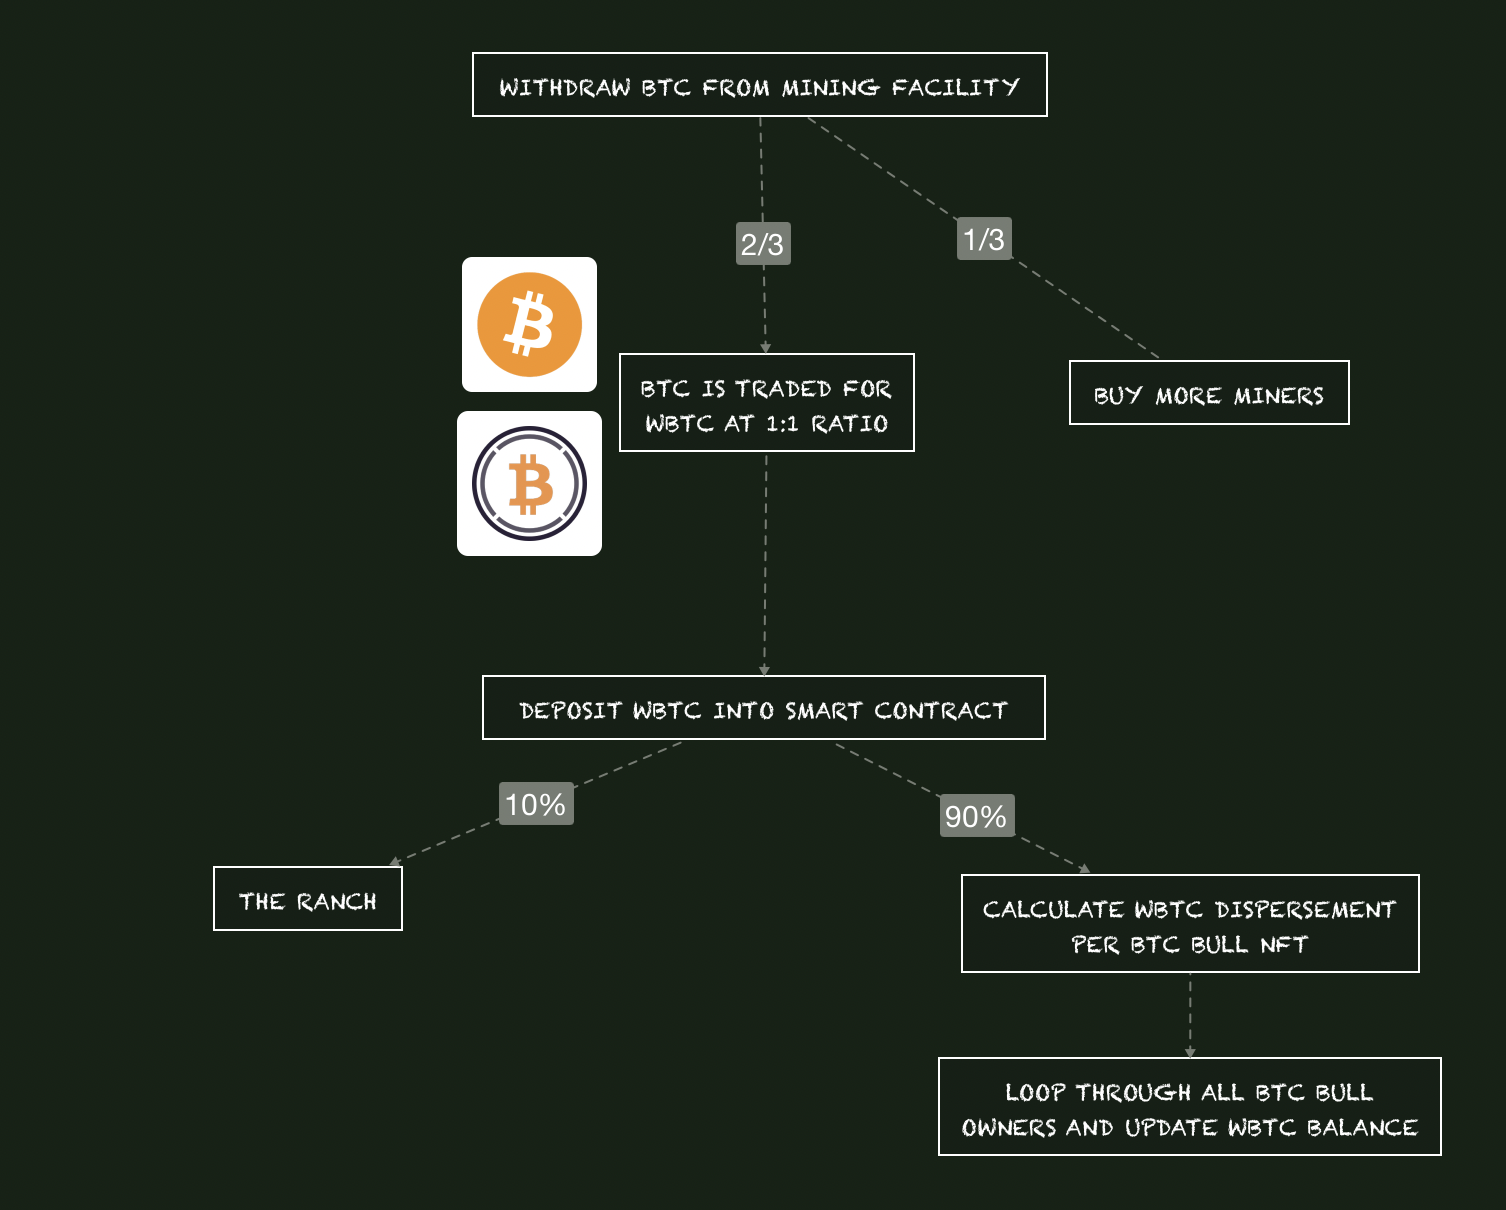 WITHDRAW BTC FROM MINING FACILITY
2/3
1/3
BTC IS TRADED FOR
WBTC AT 1:1 RATIO
BUY MORE MINERS
DEPOSIT WBTC INTO SMART CONTRACT
10%
90%
THE RANCH
CALCULATE WBTC DISPERSEMENT
PER BTC BULL NFT
LOOP THROUGH ALL BTC BULL
OWNERS AND UPDATE WBTC BALANCE